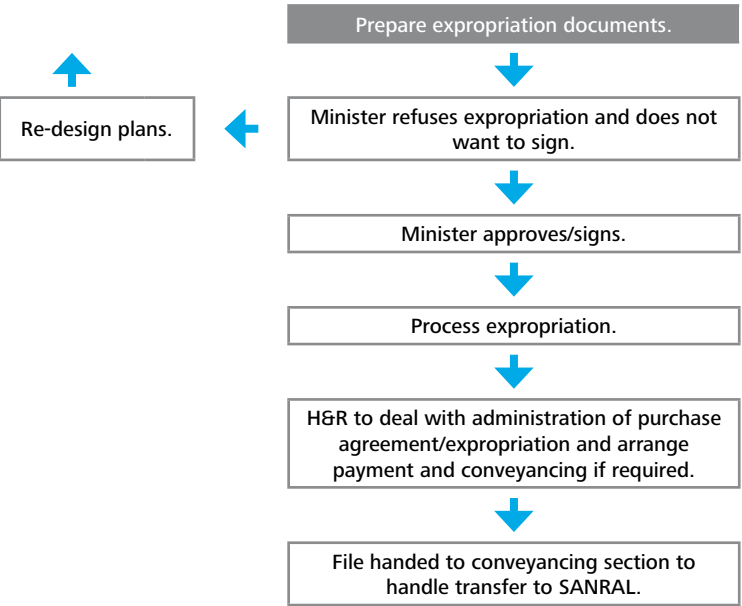 Prepare expropriation documents.
Re-design plans.
Minister refuses expropriation and does not
want to sign.
Minister approves/signs.
Process expropriation.
H&R to deal with administration of purchase
agreement/expropriation and arrange
payment and conveyancing if required.
File handed to conveyancing section to
handle transfer to SANRAL.